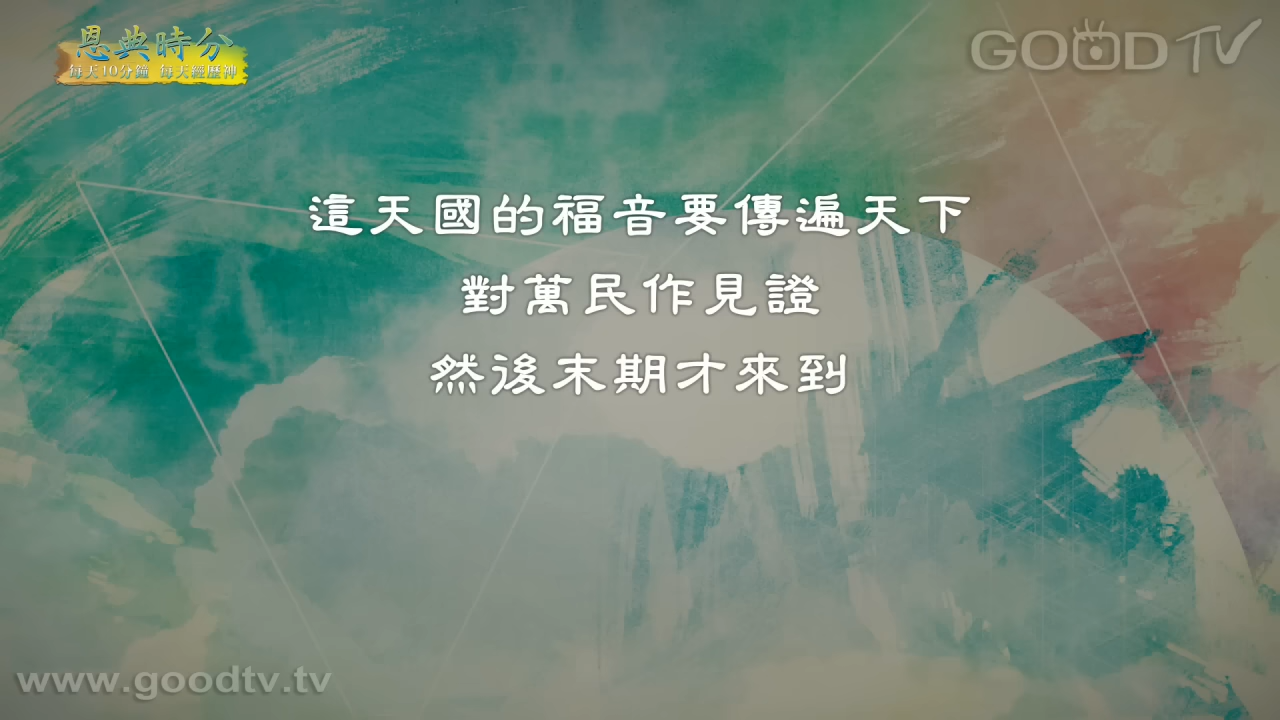 恩典時分
每天10分鐘 每天經歷神
GOOD TV
這天國的福音要傳遍天下
對萬民作見證
然後末期才來到
www.goodtv.tv